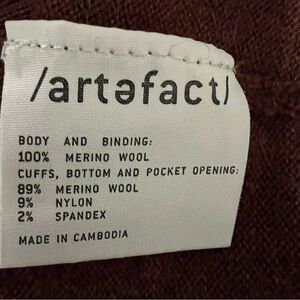 /artəfact/
BODY AND BINDING:
100% MERINO WOOL
CUFFS, BOTTOM AND POCKET OPENING:
89% MERINO WOOL
9% NYLON
2% SPANDEX
MADE IN CAMBODIA